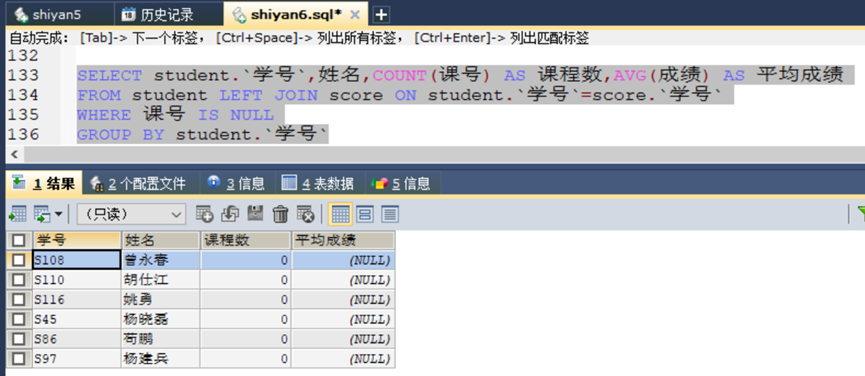 shiyan5 历史记录 shiyan6.sql*
自动完成： [Tab]-> 下一个标签， [Ctrl+Space]-> 列出所有标签， [Ctrl+Enter]-> 列出匹配标签
132
133 SELECT student.`学号`,姓名,COUNT(课号) AS 课程数,AVG(成绩) AS 平均成绩
134 FROM student LEFT JOIN score ON student.`学号`=score.`学号`
135 WHERE 课号 IS NULL
136 GROUP BY student.`学号`
1 结果 2 个配置文件 3 信息 4 表数据 5 信息
（只读）
学号 姓名 课程数 平均成绩
S108 曾永春 0 (NULL)
S110 胡仕江 0 (NULL)
S116 姚勇 0 (NULL)
S45 杨晓磊 0 (NULL)
S86 苟鹏 0 (NULL)
S97 杨建兵 0 (NULL)